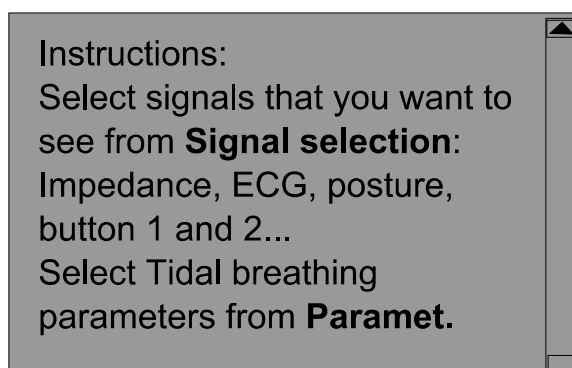 Instructions:
Select signals that you want to
see from Signal selection:
Impedance, ECG, posture,
button 1 and 2...
Select Tidal breathing
parameters from Paramet.